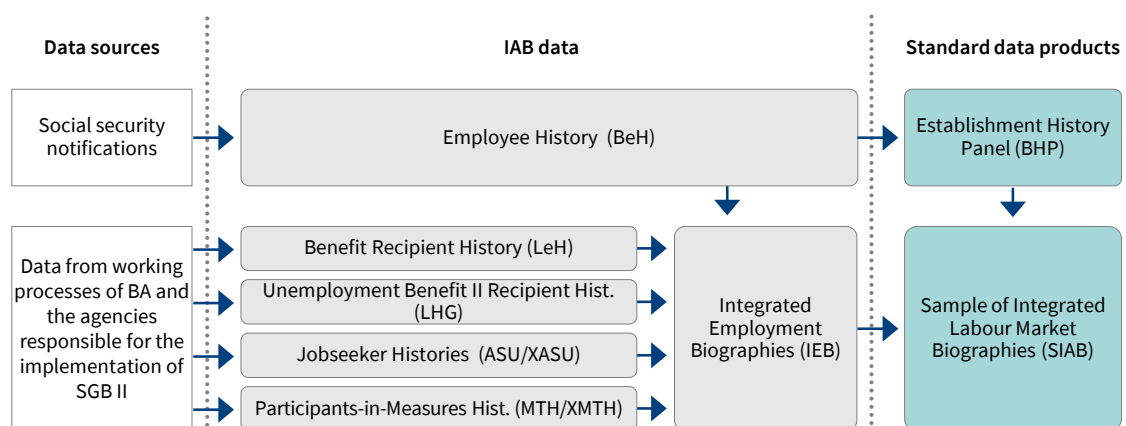 Data sources
IAB data
Standard data products
Social security
notifications
Employee History (BeH)
Establishment History
Panel (BHP)
Data from working
processes of BA and
the agencies
responsible for the
implementation of
SGB II
Benefit Recipient History (LeH)
Unemployment Benefit II Recipient Hist.
(LHG)
Jobseeker Histories (ASU/XASU)
Participants-in-Measures Hist. (MTH/XMTH)
Integrated
Employment
Biographies (IEB)
Sample of Integrated
Labour Market
Biographies (SIAB)